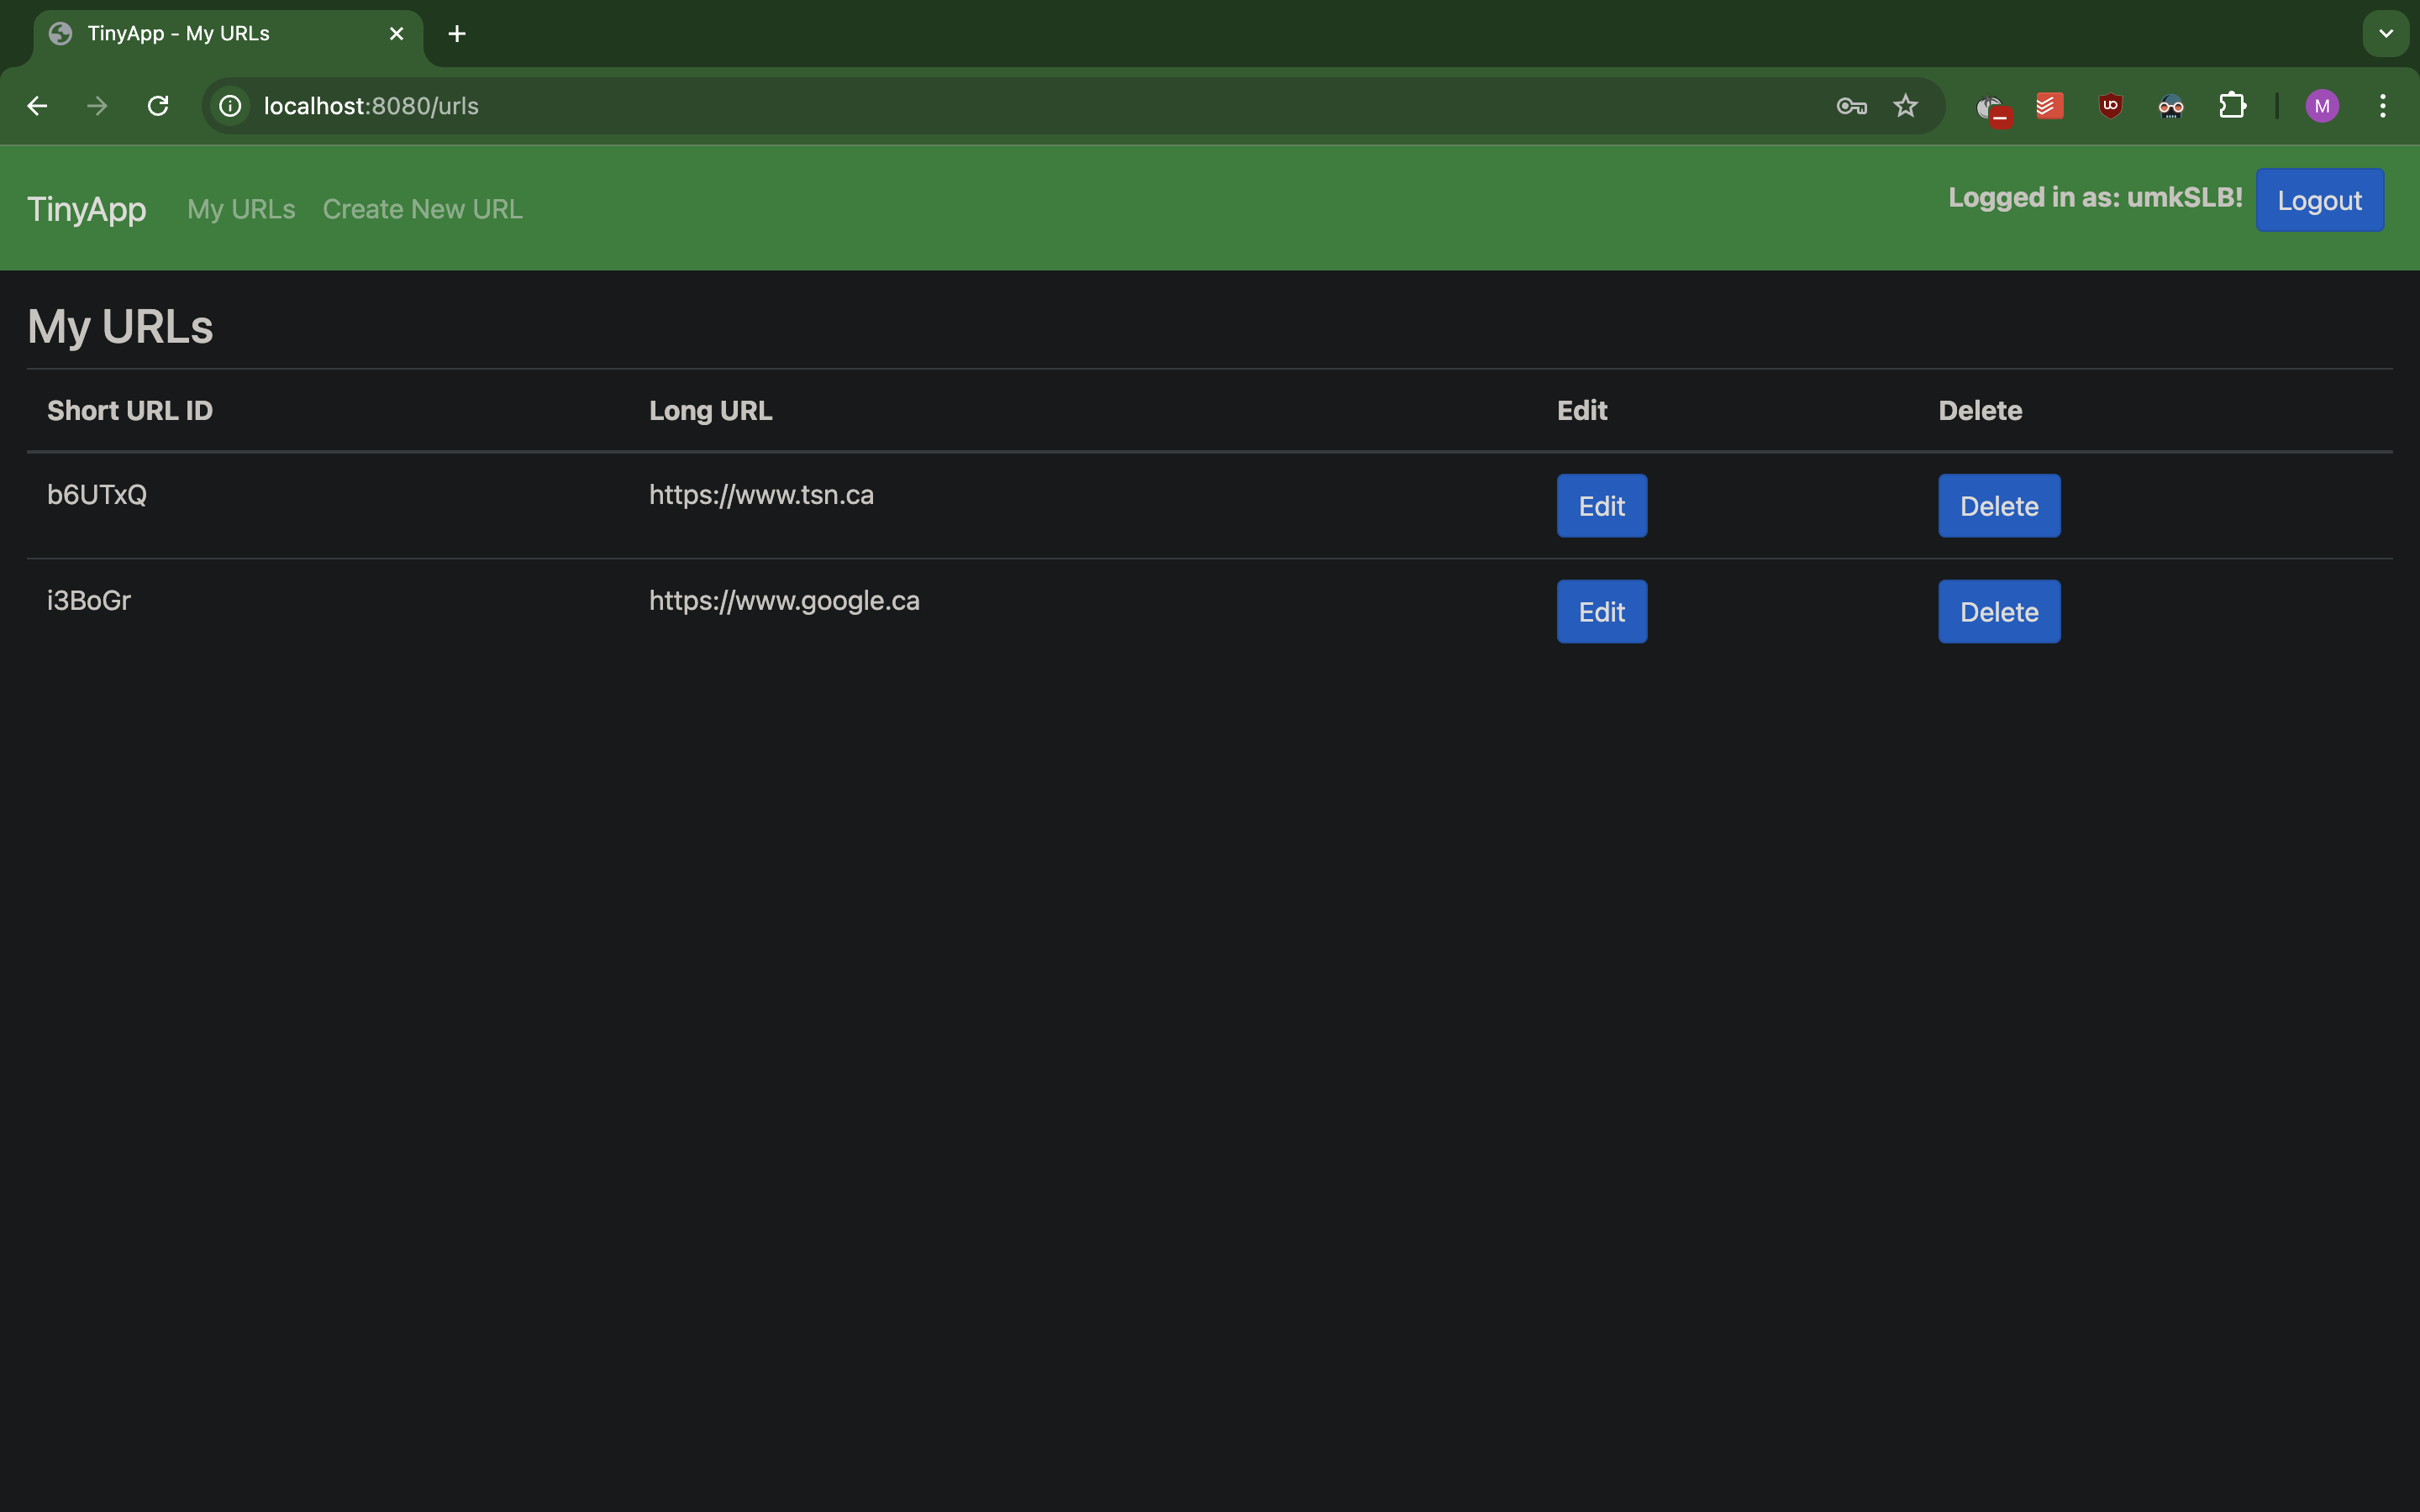 TinyApp - My URLs
localhost:8080/urls
M
TinyApp My URLs Create New URL Logged in as: umkSLB! Logout
My URLs
Short URL ID Long URL Edit Delete
b6UTxQ https://www.tsn.ca Edit Delete
i3BoGr https://www.google.ca Edit Delete